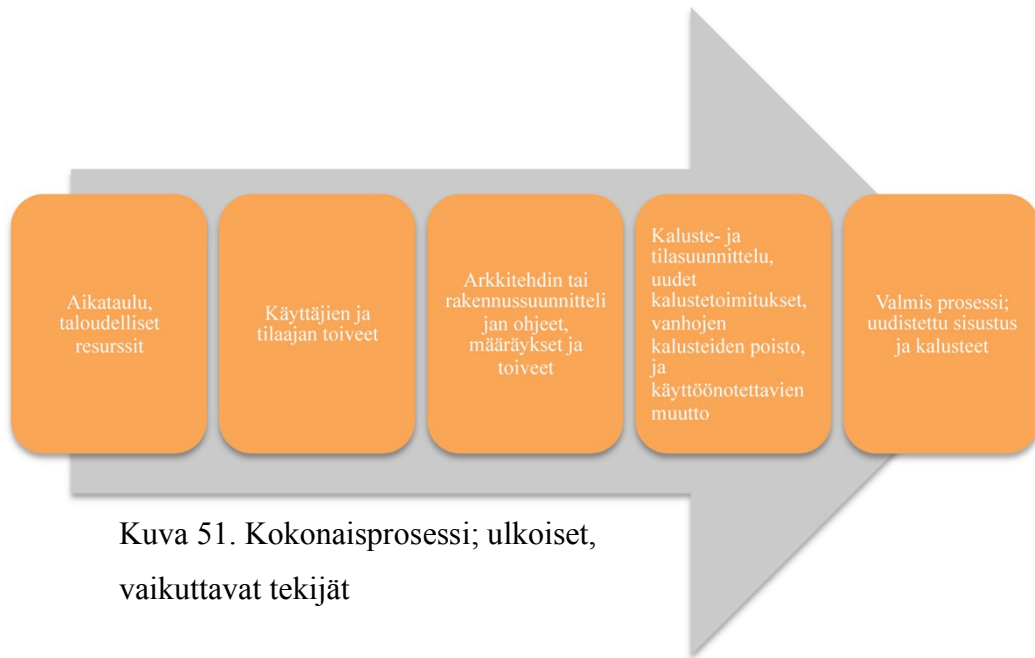 Aikataulu,
taloudelliset
resurssit
Käyttäjien ja
tilaajan toiveet
Arkkitehdin tai
rakennussuunnitteli
jan ohjeet,
määräykset ja
toiveet
Kaluste- ja
tilasuunnittelu,
uudet
kalustetoimitukset,
vanhojen
kalusteiden poisto,
ja
käyttöönotettavien
muutto
Valmis prosessi;
uudistettu sisustus
ja kalusteet
Kuva 51. Kokonaisprosessi; ulkoiset,
vaikuttavat tekijät